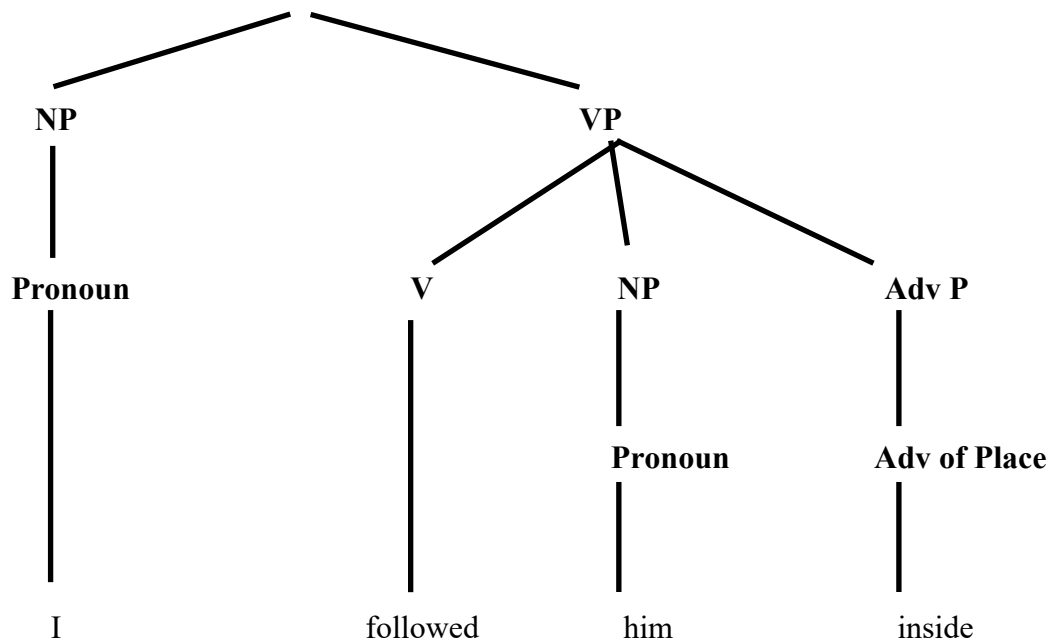 NP VP
Pronoun V NP Adv P
Pronoun Adv of Place
I followed him inside